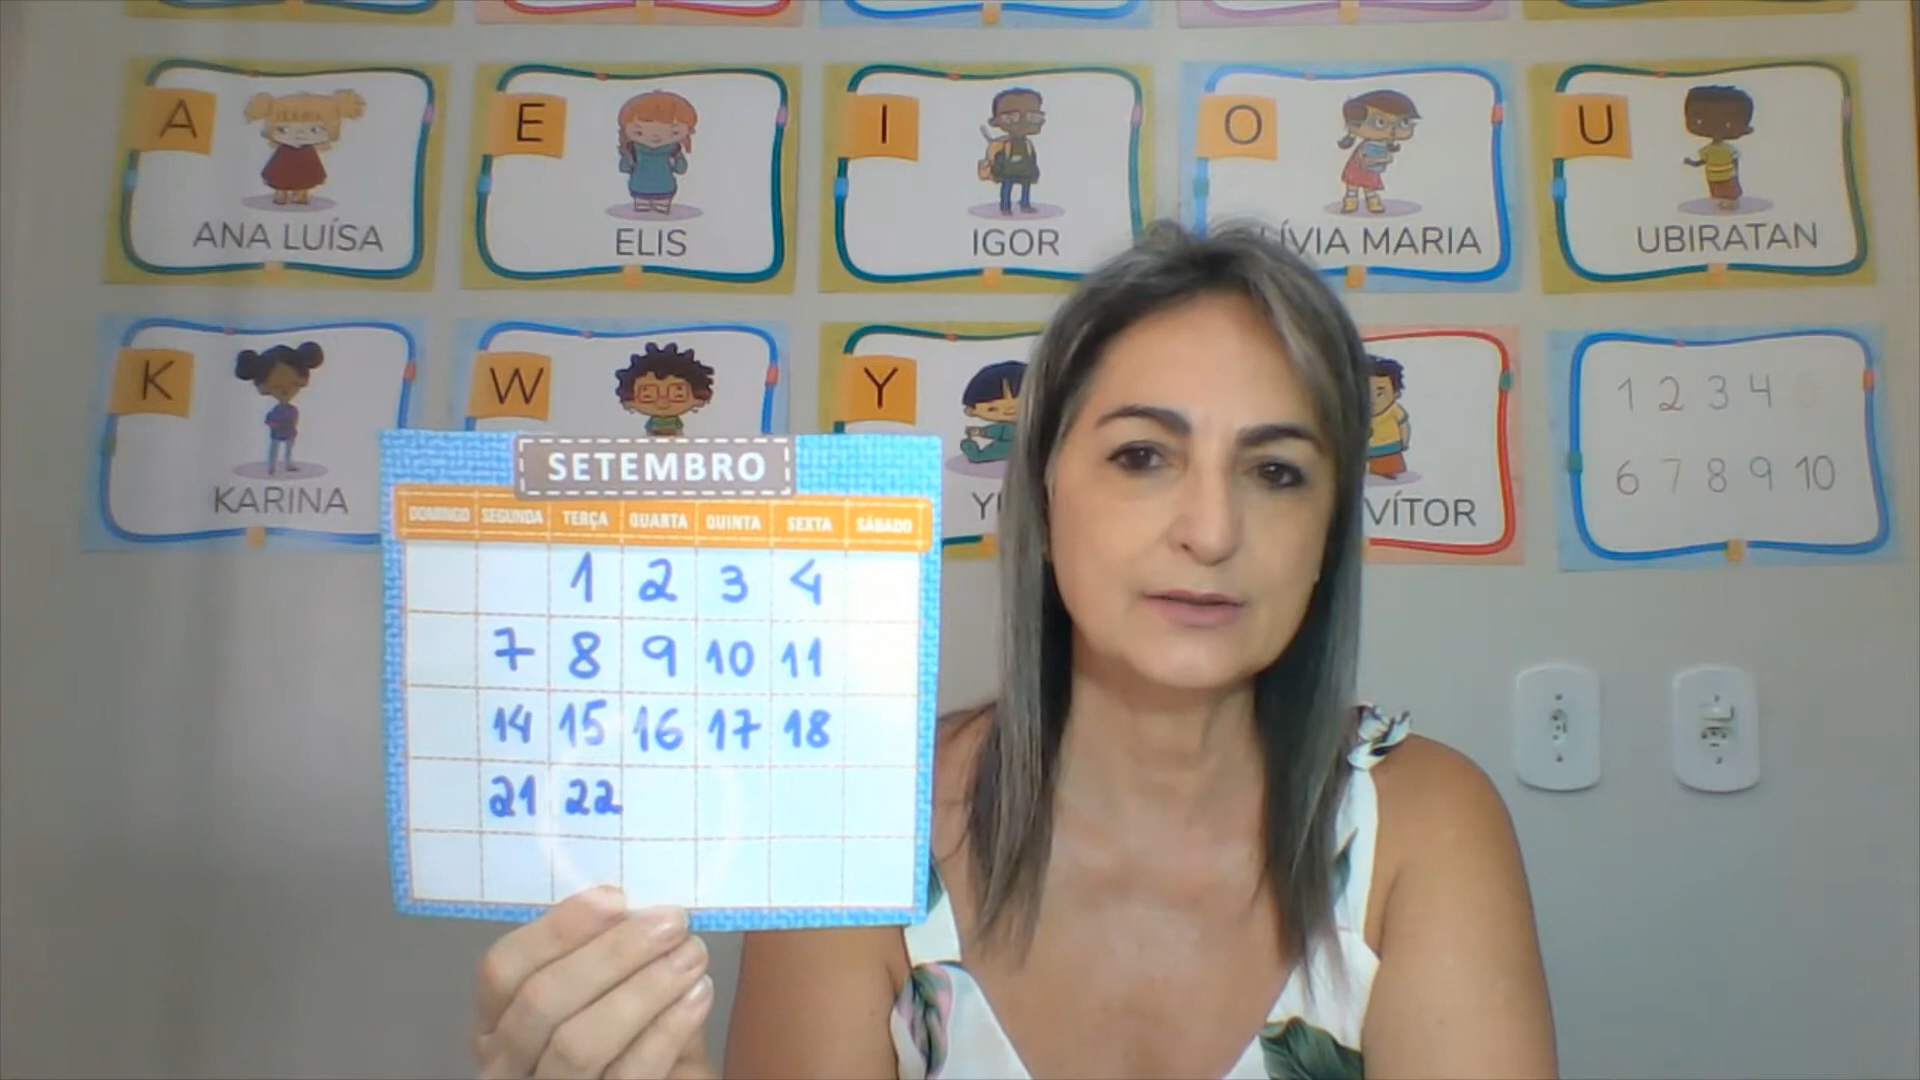 A
ANA LUÍSA
E
ELIS
I
IGOR
O
ÍVIA MARIA
U
UBIRATAN
K
KARINA
W
Y
VÍTOR
1 2 3 4
6 7 8 9 10
SETEMBRO
DOMINGO SEGUNDA TERÇA QUARTA QUINTA SEXTA SÁBADO
1 2 3 4
7 8 9 10 11
14 15 16 17 18
21 22